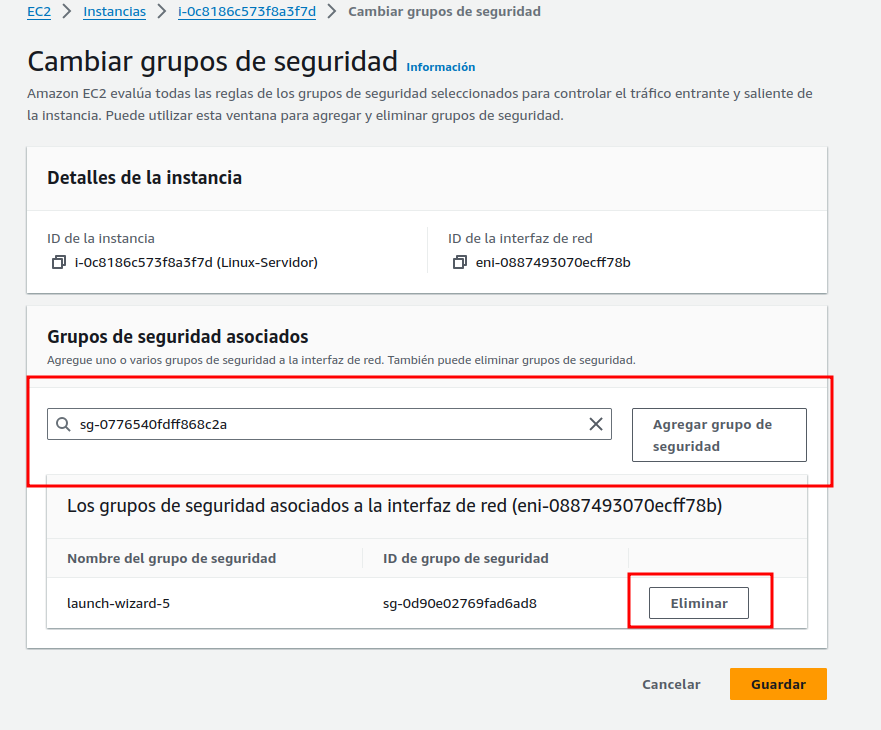 EC2 > Instancias > i-0c8186c573f8a3f7d > Cambiar grupos de seguridad
Cambiar grupos de seguridad Información
Amazon EC2 evalúa todas las reglas de los grupos de seguridad seleccionados para controlar el tráfico entrante y saliente de
la instancia. Puede utilizar esta ventana para agregar y eliminar grupos de seguridad.
Detalles de la instancia
ID de la instancia
i-0c8186c573f8a3f7d (Linux-Servidor)
ID de la interfaz de red
eni-0887493070ecff78b
Grupos de seguridad asociados
Agregue uno o varios grupos de seguridad a la interfaz de red. También puede eliminar grupos de seguridad.
sg-0776540fdff868c2a
Agregar grupo de
seguridad
Los grupos de seguridad asociados a la interfaz de red (eni-0887493070ecff78b)
Nombre del grupo de seguridad ID de grupo de seguridad
launch-wizard-5 sg-0d90e02769fad6ad8 Eliminar
Cancelar Guardar